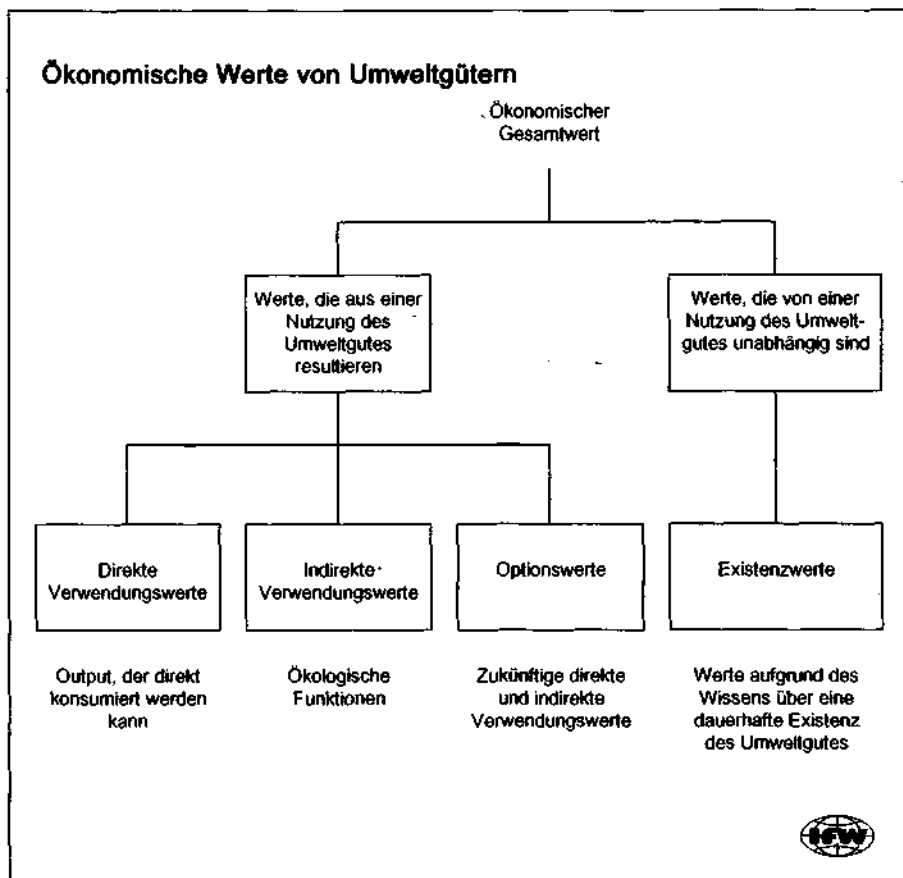 Ökonomische Werte von Umweltgütern
Ökonomischer
Gesamtwert
Werte, die aus einer
Nutzung des
Umweltgutes
resultieren
Werte, die von einer
Nutzung des Umwelt-
gutes unabhängig sind
Direkte
Verwendungswerte
Indirekte
Verwendungswerte
Optionswerte
Existenzwerte
Output, der direkt
konsumiert werden
kann
Ökologische
Funktionen
Zukünftige direkte
und indirekte
Verwendungswerte
Werte aufgrund des
Wissens über eine
dauerhafte Existenz
des Umweltgutes
IfW